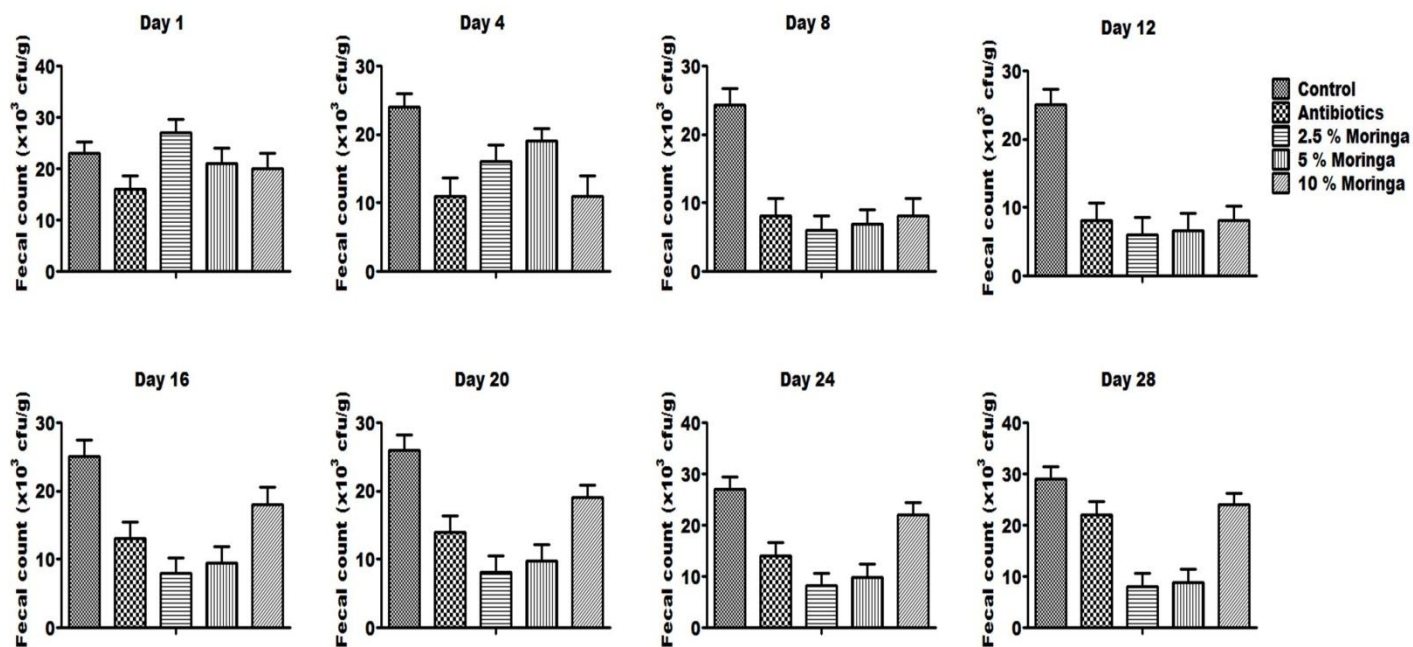 Day 1
Fecal count (x10³ cfu/g)
40
30
20
10
0
Day 4
Fecal count (x10³ cfu/g)
30
20
10
0
Day 8
Fecal count (x10³ cfu/g)
30
20
10
0
Day 12
Fecal count (x10³ cfu/g)
30
20
10
0
Control
Antibiotics
2.5 % Moringa
5 % Moringa
10 % Moringa
Day 16
Fecal count (x10³ cfu/g)
30
20
10
0
Day 20
Fecal count (x10³ cfu/g)
30
20
10
0
Day 24
Fecal count (x10³ cfu/g)
40
30
20
10
0
Day 28
Fecal count (x10³ cfu/g)
40
30
20
10
0